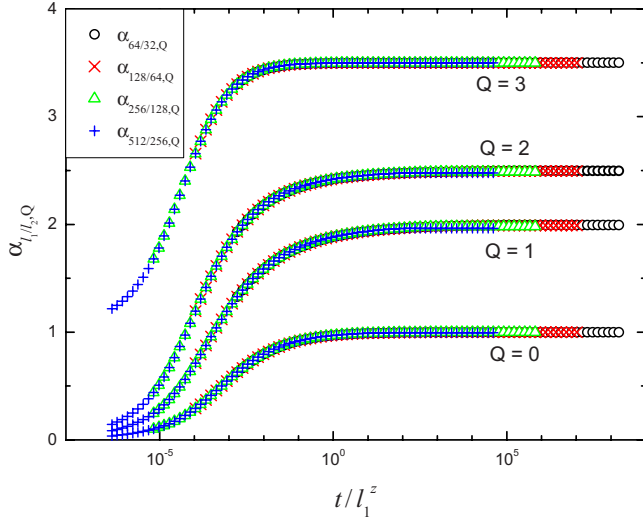 α64/32,Q
α128/64,Q
α256/128,Q
α512/256,Q
4
3
2
1
0
αl₁/l₂,Q
Q = 3
Q = 2
Q = 1
Q = 0
10⁻⁵ 10⁰ 10⁵
t/l₁ᶻ